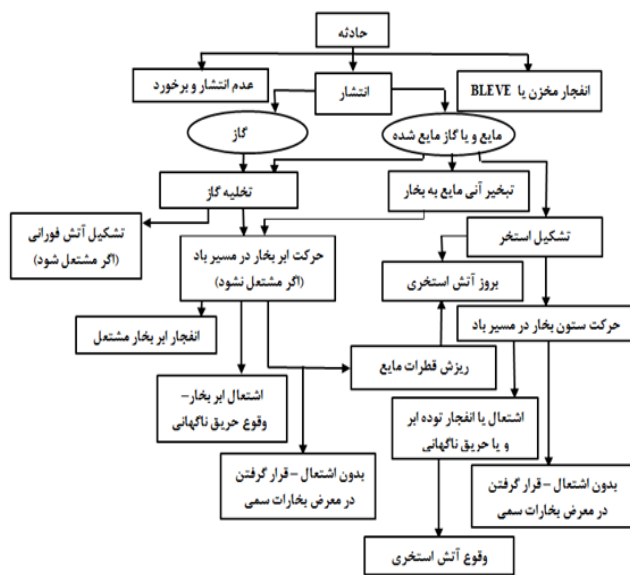 حادثه
عدم انتشار و برخورد
انتشار
انفجار مخزن یا BLEVE
گاز
مایع و یا گاز مایع شده
تخلیه گاز
تبخیر آنی مایع به بخار
تشکیل آتش فورانی
(اگر مشتعل شود)
حرکت ابر بخار در مسیر باد
(اگر مشتعل نشود)
تشکیل استخر
بروز آتش استخری
انفجار ابر بخار مشتعل
حرکت ستون بخار در مسیر باد
ریزش قطرات مایع
اشتعال ابر بخار–
وقوع حریق ناگهانی
اشتعال یا انفجار توده ابر
و یا حریق ناگهانی
بدون اشتعال – قرار گرفتن
در معرض بخارات سمی
بدون اشتعال – قرار گرفتن
در معرض بخارات سمی
وقوع آتش استخری